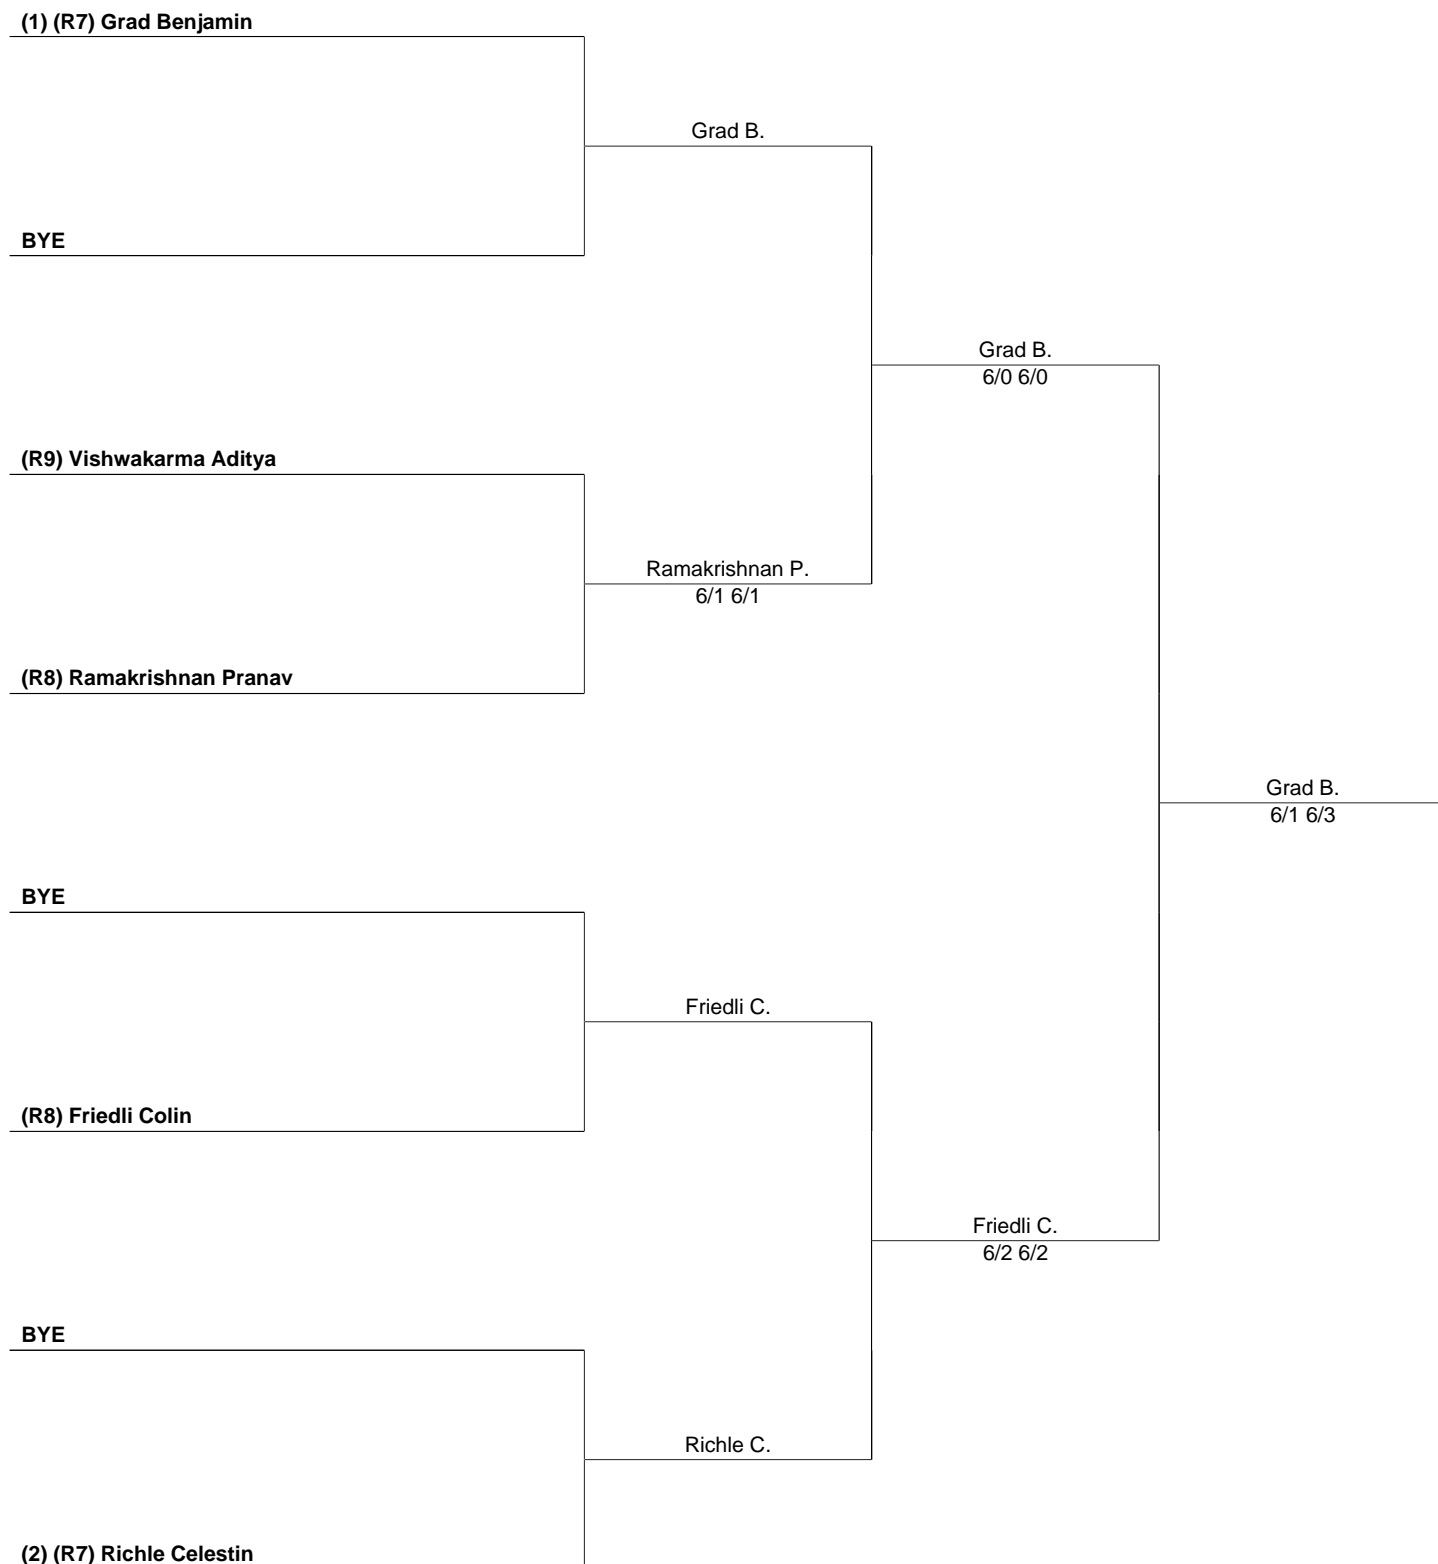 (1) (R7) Grad Benjamin
Grad B.
BYE
Grad B.
6/0 6/0
(R9) Vishwakarma Aditya
Ramakrishnan P.
6/1 6/1
(R8) Ramakrishnan Pranav
Grad B.
6/1 6/3
BYE
Friedli C.
(R8) Friedli Colin
Friedli C.
6/2 6/2
BYE
Richle C.
(2) (R7) Richle Celestin